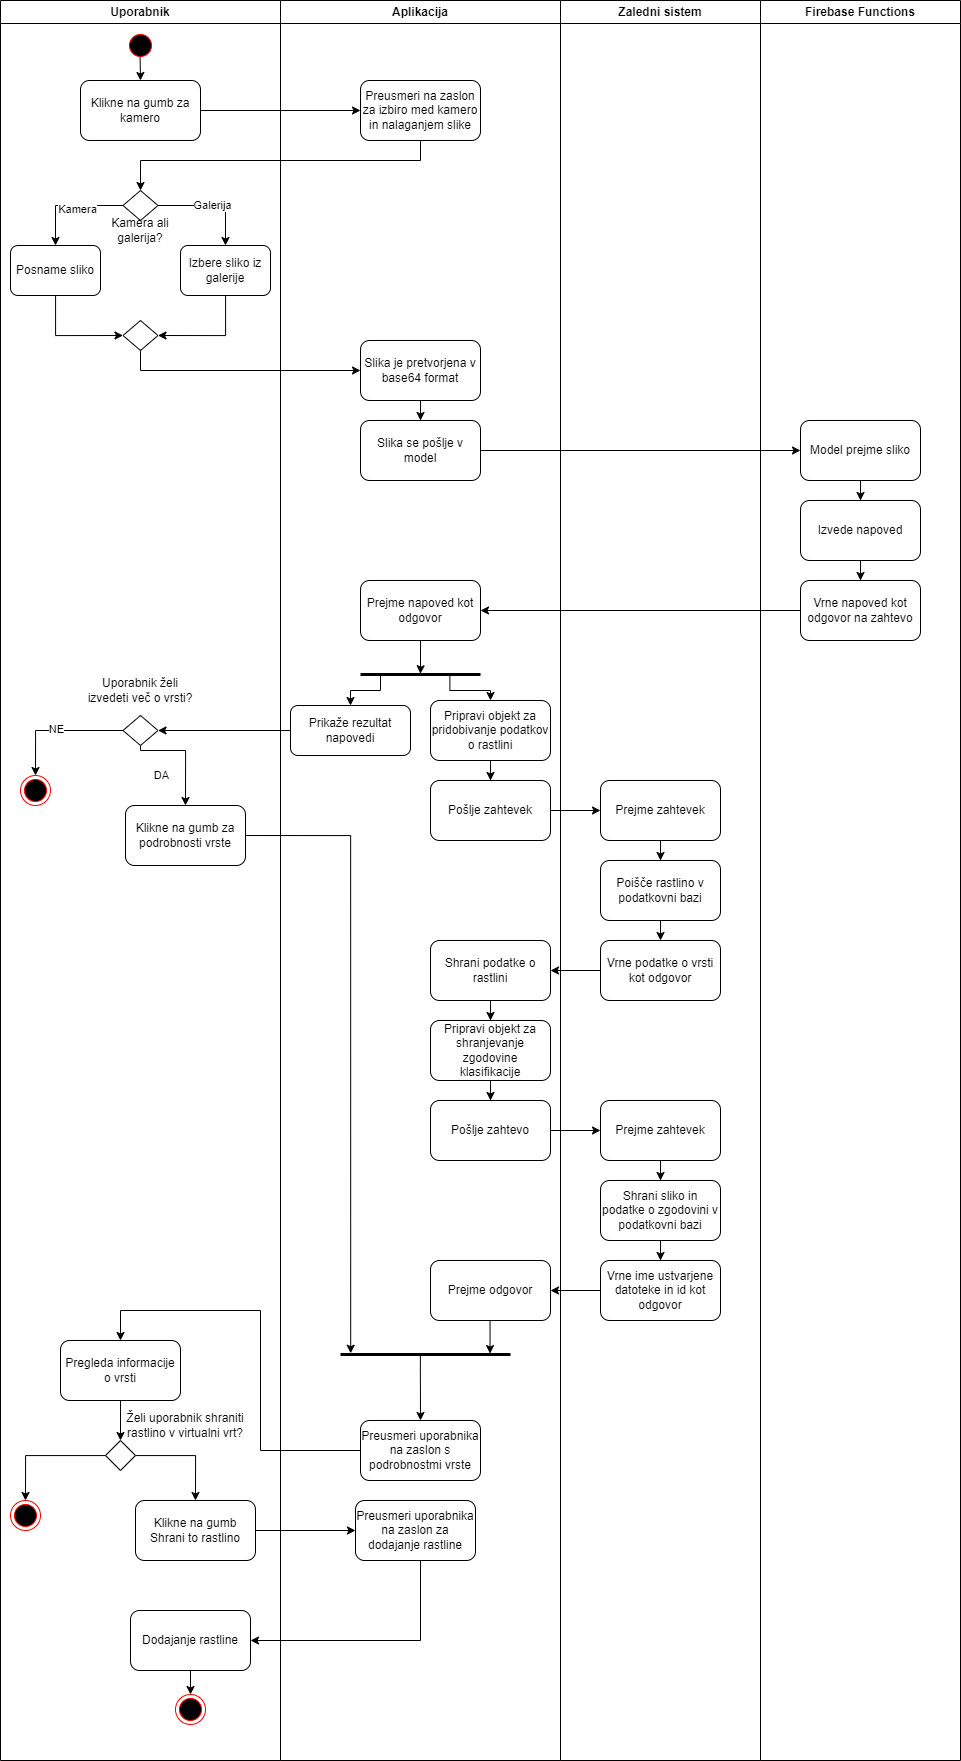 Uporabnik
Aplikacija
Zaledni sistem
Firebase Functions
Klikne na gumb za
kamero
Preusmeri na zaslon
za izbiro med kamero
in nalaganjem slike
Kamera
Galerija
Kamera ali
galerija?
Posname sliko
Izbere sliko iz
galerije
Slika je pretvorjena v
base64 format
Slika se pošlje v
model
Model prejme sliko
Izvede napoved
Prejme napoved kot
odgovor
Vrne napoved kot
odgovor na zahtevo
Uporabnik želi
izvedeti več o vrsti?
NE
DA
Prikaže rezultat
napovedi
Pripravi objekt za
pridobivanje podatkov
o rastlini
Klikne na gumb za
podrobnosti vrste
Pošlje zahtevek
Prejme zahtevek
Poišče rastlino v
podatkovni bazi
Shrani podatke o
rastlini
Vrne podatke o vrsti
kot odgovor
Pripravi objekt za
shranjevanje
zgodovine
klasifikacije
Pošlje zahtevo
Prejme zahtevek
Shrani sliko in
podatke o zgodovini v
podatkovni bazi
Prejme odgovor
Vrne ime ustvarjene
datoteke in id kot
odgovor
Pregleda informacije
o vrsti
Želi uporabnik shraniti
rastlino v virtualni vrt?
Preusmeri uporabnika
na zaslon s
podrobnostmi vrste
Klikne na gumb
Shrani to rastlino
Preusmeri uporabnika
na zaslon za
dodajanje rastline
Dodajanje rastline